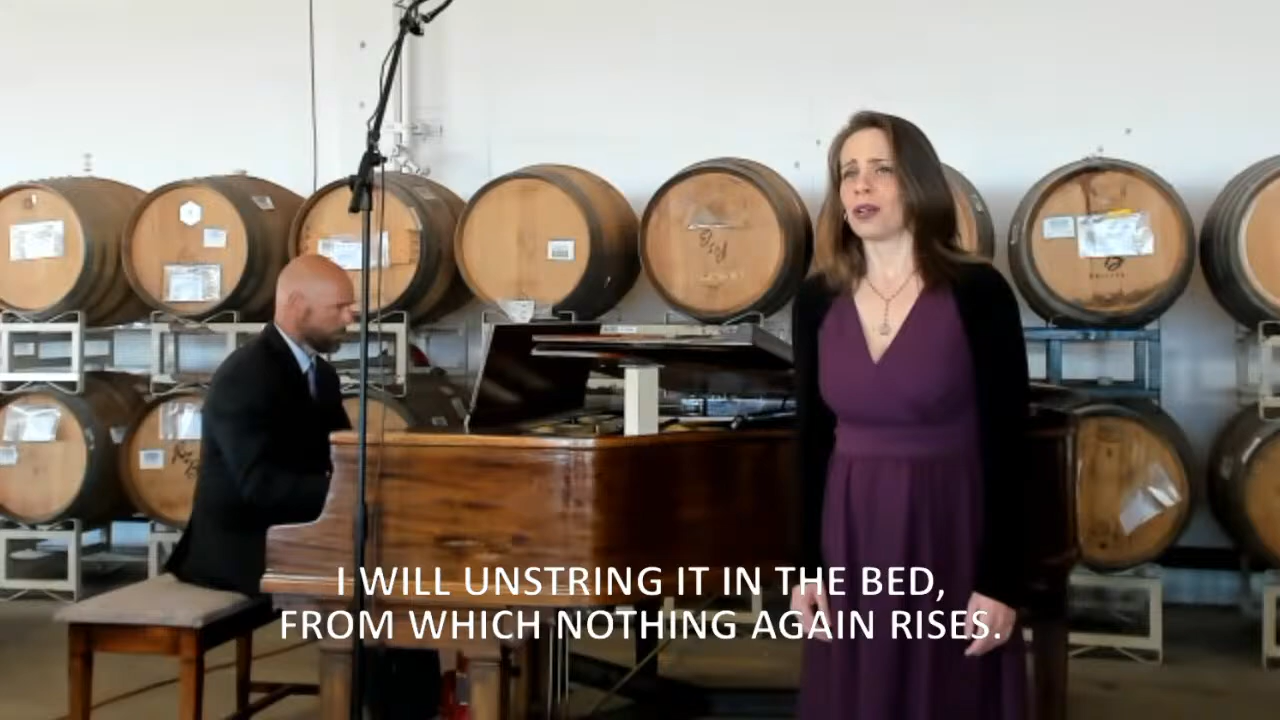 I WILL UNSTRING IT IN THE BED,
FROM WHICH NOTHING AGAIN RISES.